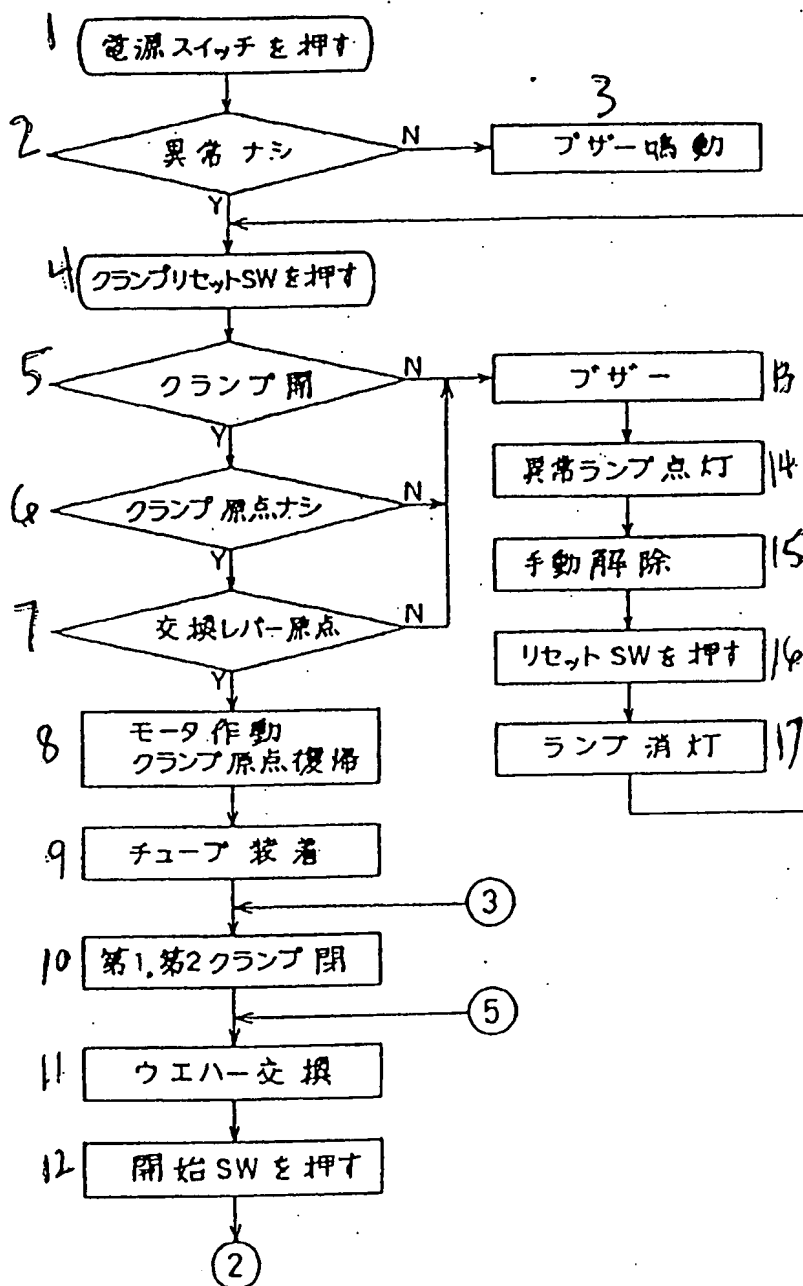 1
電源スイッチを押す
2
異常ナシ
N
3
ブザー鳴動
Y
4
クランプリセットSWを押す
5
クランプ開
N
Y
6
クランプ原点ナシ
N
Y
7
交換レバー原点
N
Y
8
モータ作動
クランプ原点復帰
9
チューブ装着
③
10
第1.第2クランプ閉
⑤
11
ウエハー交換
12
開始SWを押す
②
ブザー
13
異常ランプ点灯
14
手動解除
15
リセットSWを押す
16
ランプ消灯
17